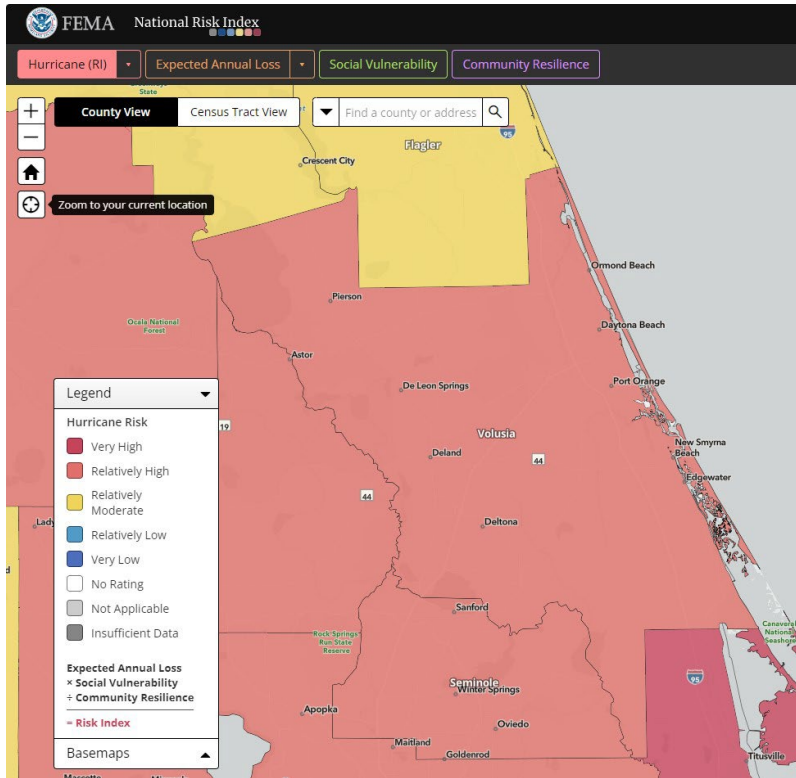 FEMA National Risk Index
Hurricane (RI)
Expected Annual Loss
Social Vulnerability
Community Resilience
State
+
County View
Census Tract View
Find a county or address
−
Flagler
95
Crescent City
Zoom to your current location
Ormond Beach
Pierson
Ocala National
Forest
Daytona Beach
Astor
De Leon Springs
Port Orange
Legend
Hurricane Risk
19
Volusia
Very High
New Smyrna
Beach
Relatively High
Deland
44
Edgewater
Relatively
Moderate
44
Lady
Deltona
Relatively Low
Very Low
d
No Rating
Not Applicable
Sanford
Insufficient Data
Rock Springs
Run State
Reserve
Canaveral
National
Seashore
Expected Annual Loss
× Social Vulnerability
÷ Community Resilience
= Risk Index
95
Seminole
Winter Springs
Apopka
Oviedo
Maitland
Goldenrod
Basemaps
Titusville